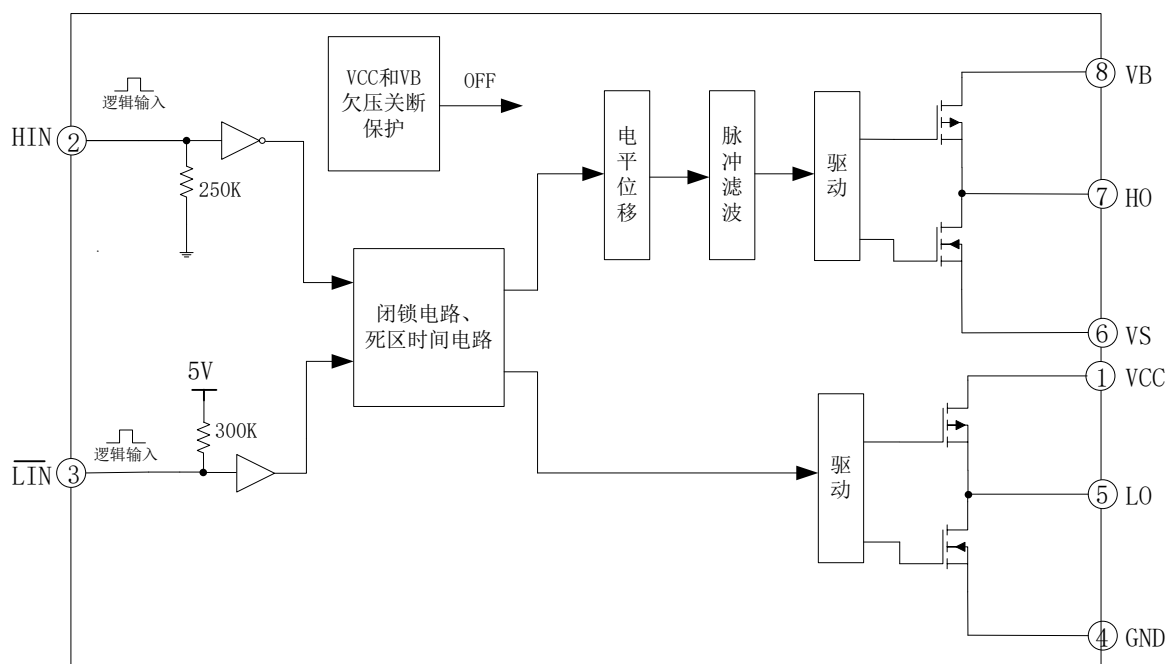 VCC和VB
欠压关断
保护
OFF
⑧ VB
逻辑输入
HIN ②
250K
电平位移
脉冲滤波
驱动
⑦ HO
闭锁电路、
死区时间电路
⑥ VS
5V
① VCC
300K
逻辑输入
LIN ③
驱动
⑤ LO
④ GND